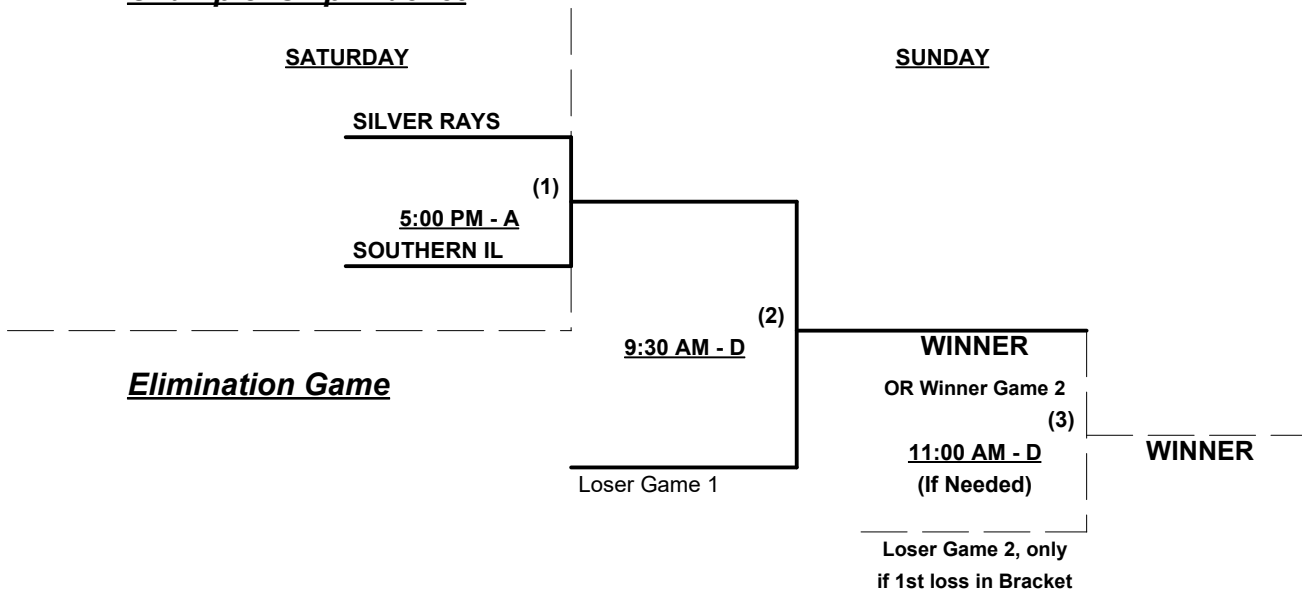 SATURDAY
SUNDAY
SILVER RAYS
(1)
5:00 PM - A
SOUTHERN IL
(2)
9:30 AM - D
WINNER
Elimination Game
OR Winner Game 2
(3)
11:00 AM - D
WINNER
Loser Game 1
(If Needed)
Loser Game 2, only
if 1st loss in Bracket